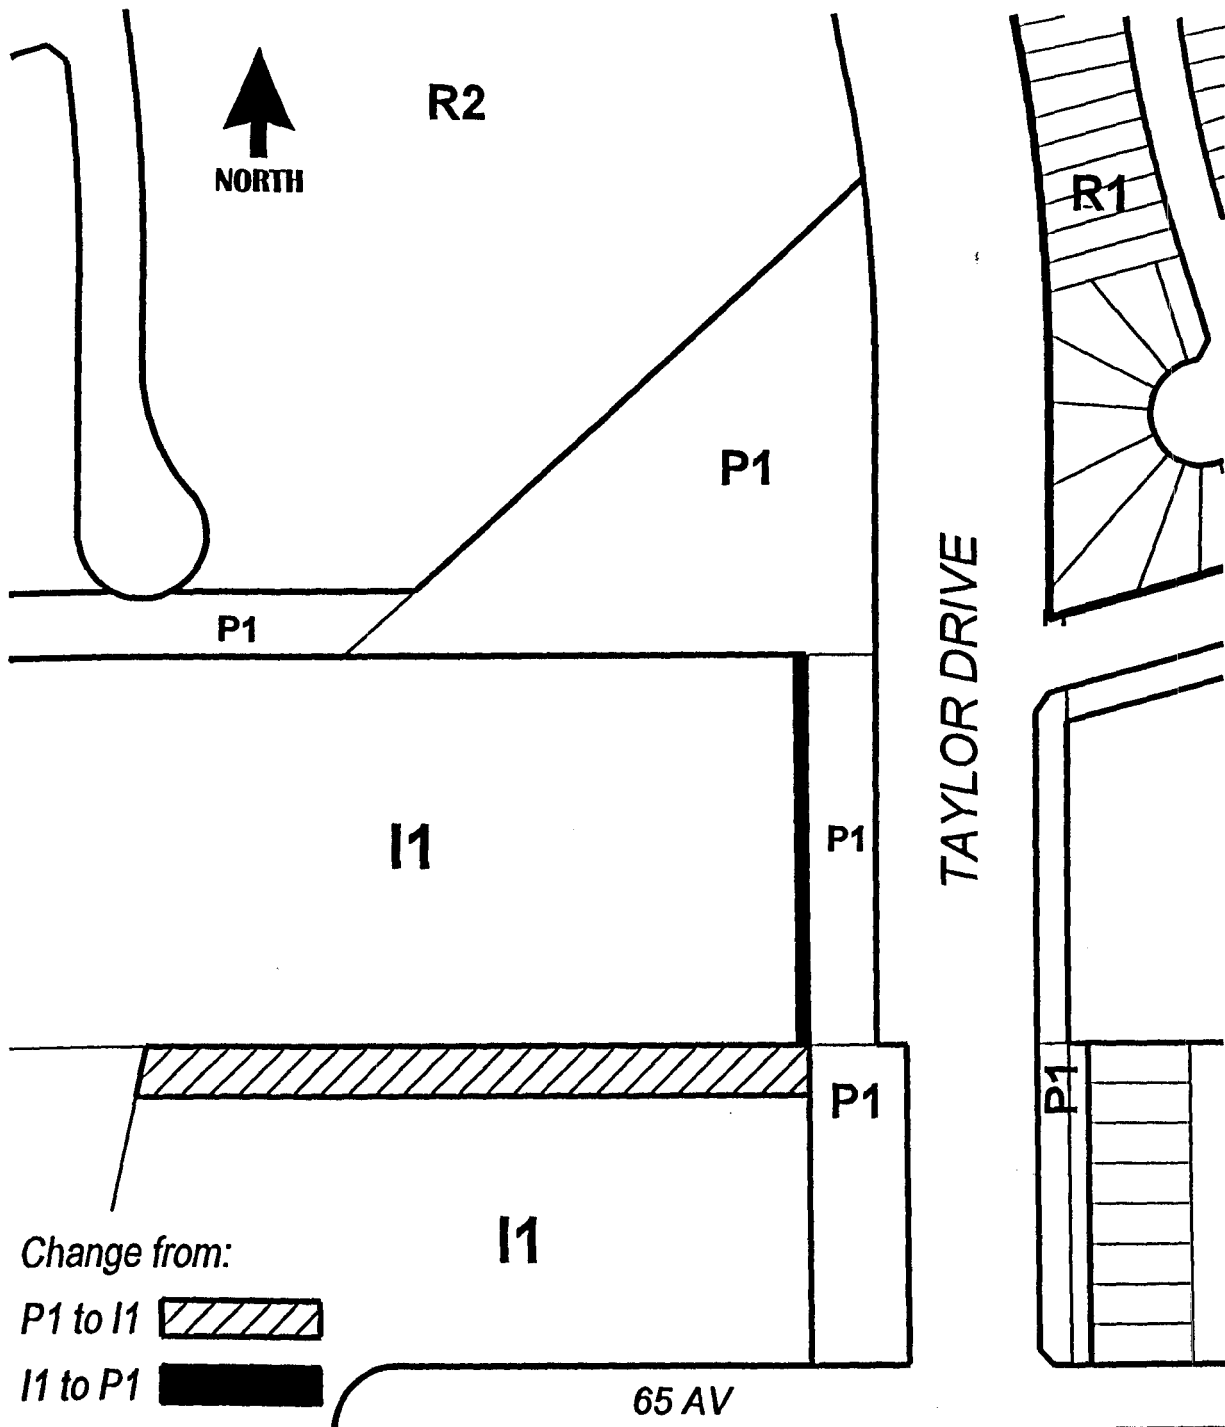 R2
NORTH
R1
P1
P1
TAYLOR DRIVE
I1
P1
P1
P1
I1
Change from:
P1 to I1
I1 to P1
65 AV